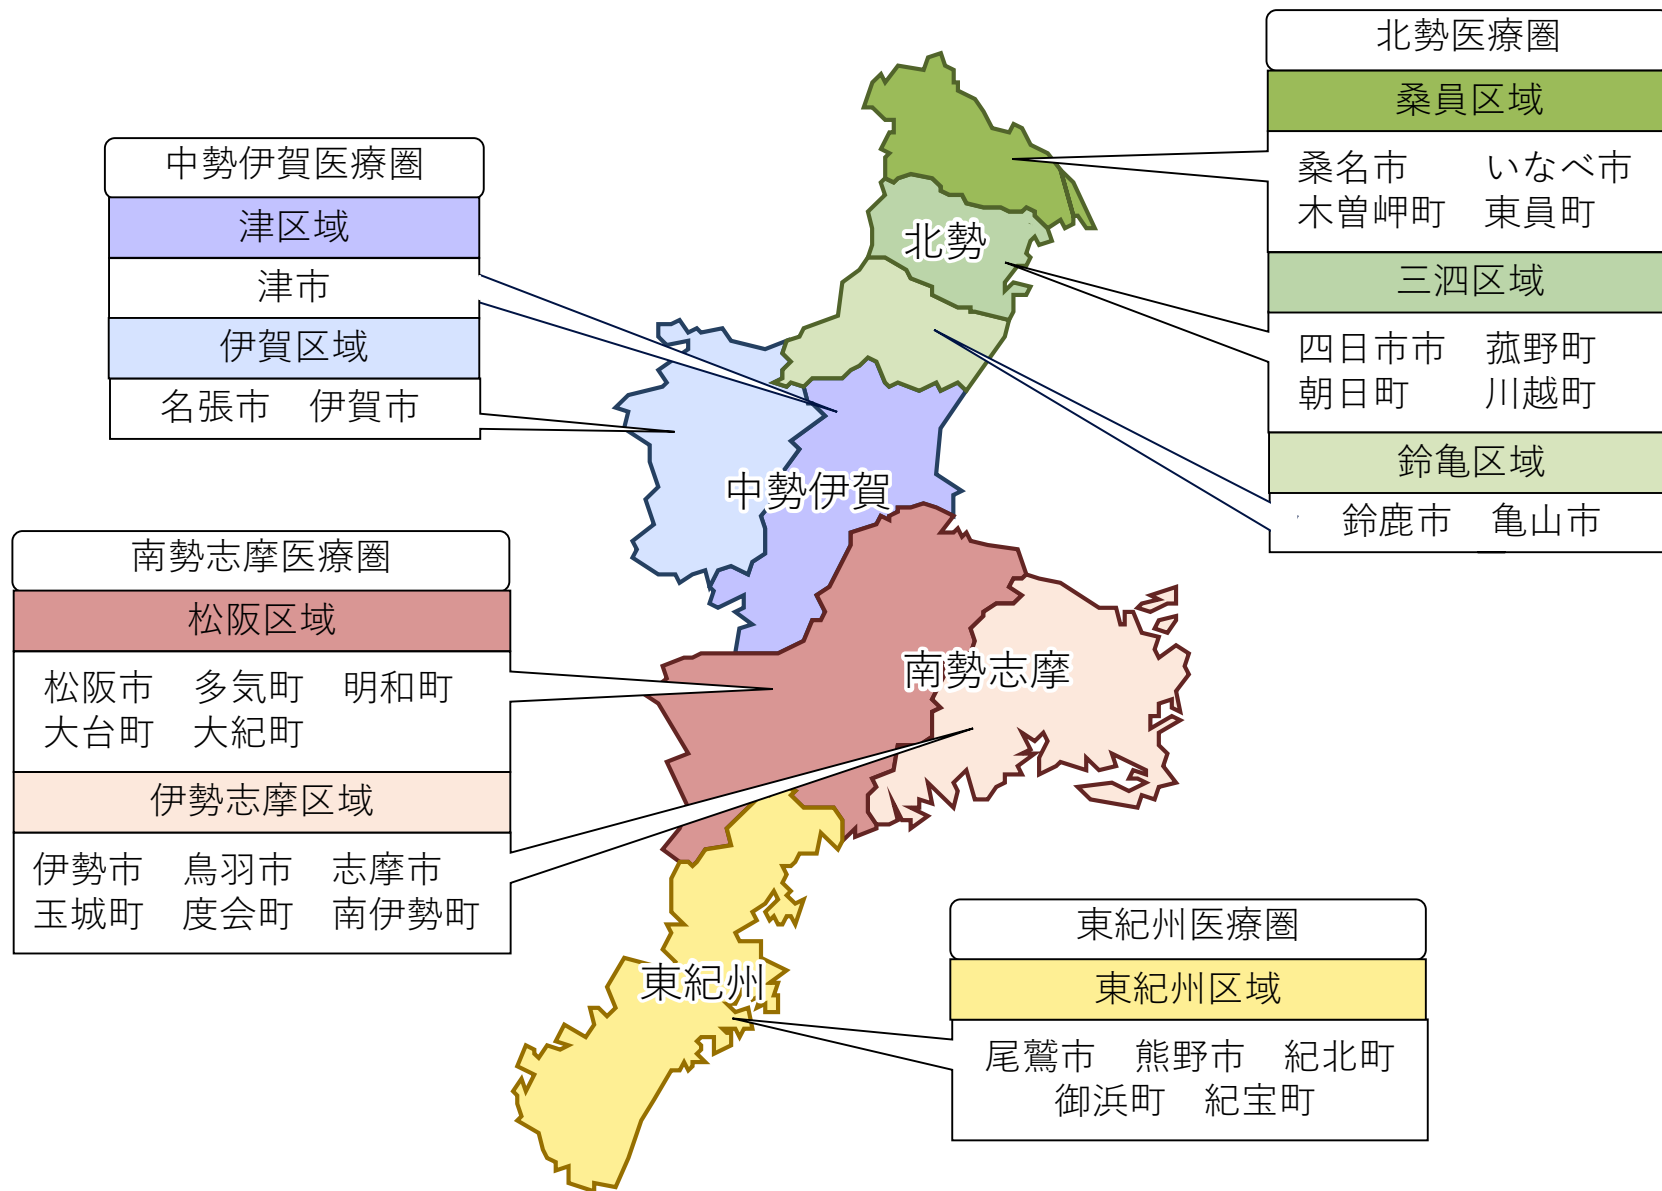 北勢医療圏
桑員区域
桑名市　いなべ市
木曽岬町　東員町
三泗区域
四日市市　菰野町
朝日町　川越町
鈴亀区域
鈴鹿市　亀山市
中勢伊賀医療圏
津区域
津市
伊賀区域
名張市　伊賀市
南勢志摩医療圏
松阪区域
松阪市　多気町　明和町
大台町　大紀町
伊勢志摩区域
伊勢市　鳥羽市　志摩市
玉城町　度会町　南伊勢町
東紀州医療圏
東紀州区域
尾鷲市　熊野市　紀北町
御浜町　紀宝町
北勢
中勢伊賀
南勢志摩
東紀州